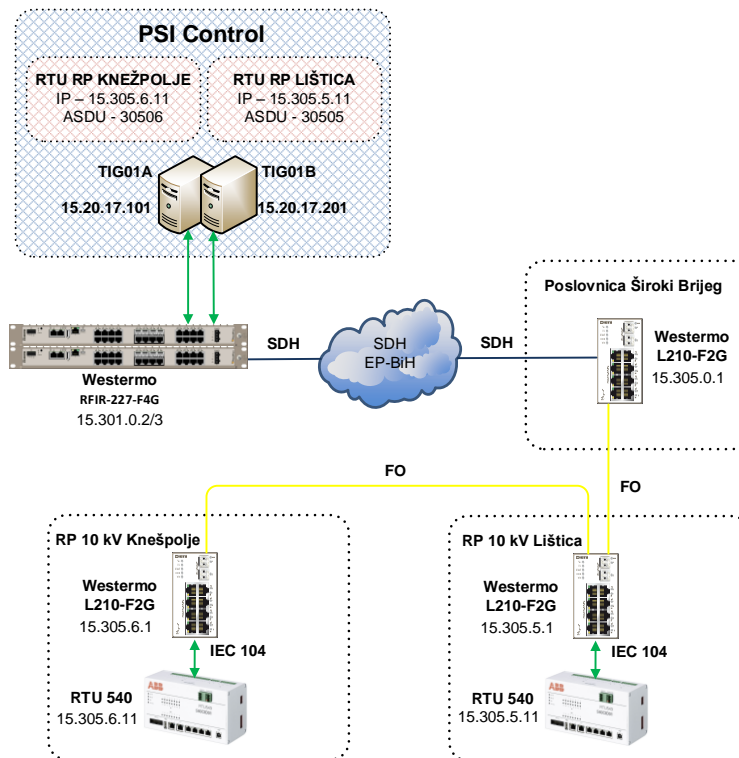 PSI Control
RTU RP KNEŽPOLJE
IP – 15.305.6.11
ASDU - 30506
RTU RP LIŠTICA
IP – 15.305.5.11
ASDU - 30505
TIG01A
TIG01B
15.20.17.101
15.20.17.201
Poslovnica Široki Brijeg
SDH
SDH
EP-BiH
SDH
Westermo
L210-F2G
15.305.0.1
Westermo
RFIR-227-F4G
15.301.0.2/3
FO
FO
RP 10 kV Knešpolje
Westermo
L210-F2G
15.305.6.1
IEC 104
ABB
RTU 540
15.305.6.11
RP 10 kV Lištica
Westermo
L210-F2G
15.305.5.1
IEC 104
ABB
RTU 540
15.305.5.11